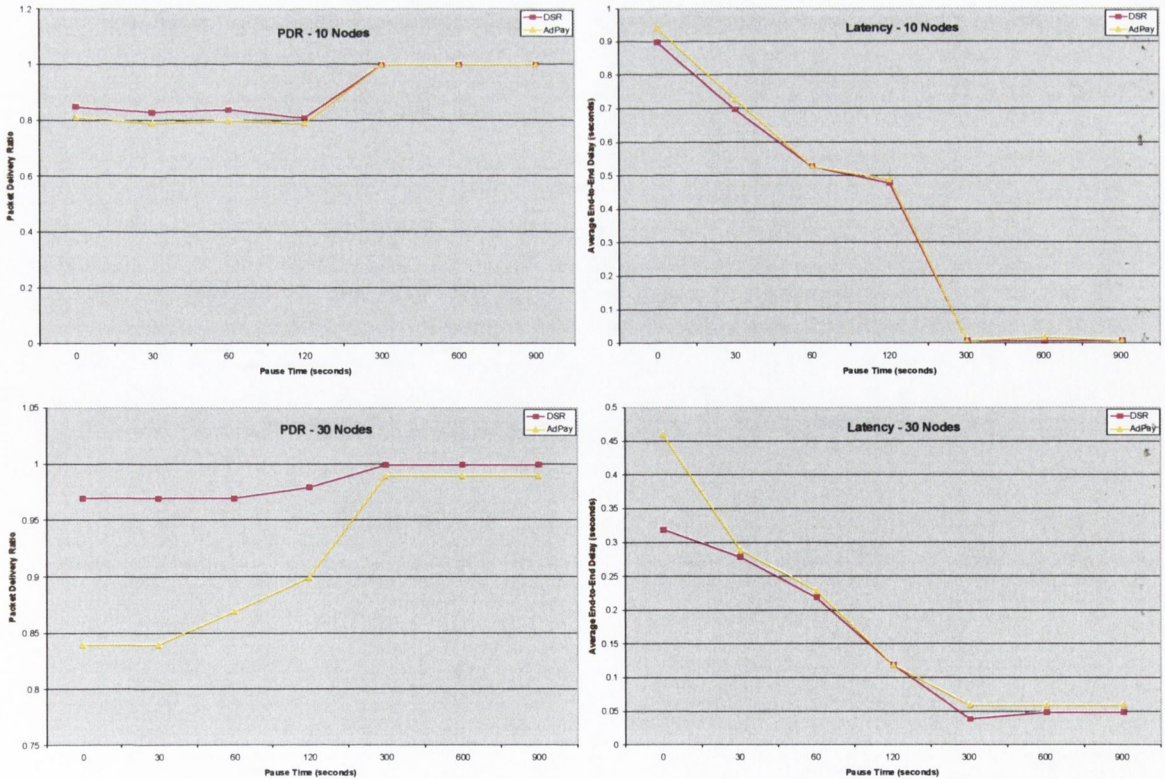 PDR - 10 Nodes
DSR
AdPay
Packet Delivery Ratio
1.2
1
0.8
0.6
0.4
0.2
0
0 30 60 120 300 600 900
Pause Time (seconds)
Latency - 10 Nodes
DSR
AdPay
Average End-to-End Delay (seconds)
1
0.9
0.8
0.7
0.6
0.5
0.4
0.3
0.2
0.1
0
0 30 60 120 300 600 900
Pause Time (seconds)
PDR - 30 Nodes
DSR
AdPay
Packet Delivery Ratio
1.05
1
0.95
0.9
0.85
0.8
0.75
0 30 60 120 300 600 900
Pause Time (seconds)
Latency - 30 Nodes
DSR
AdPay
Average End-to-End Delay (seconds)
0.5
0.45
0.4
0.35
0.3
0.25
0.2
0.15
0.1
0.05
0
0 30 60 120 300 600 900
Pause Time (seconds)